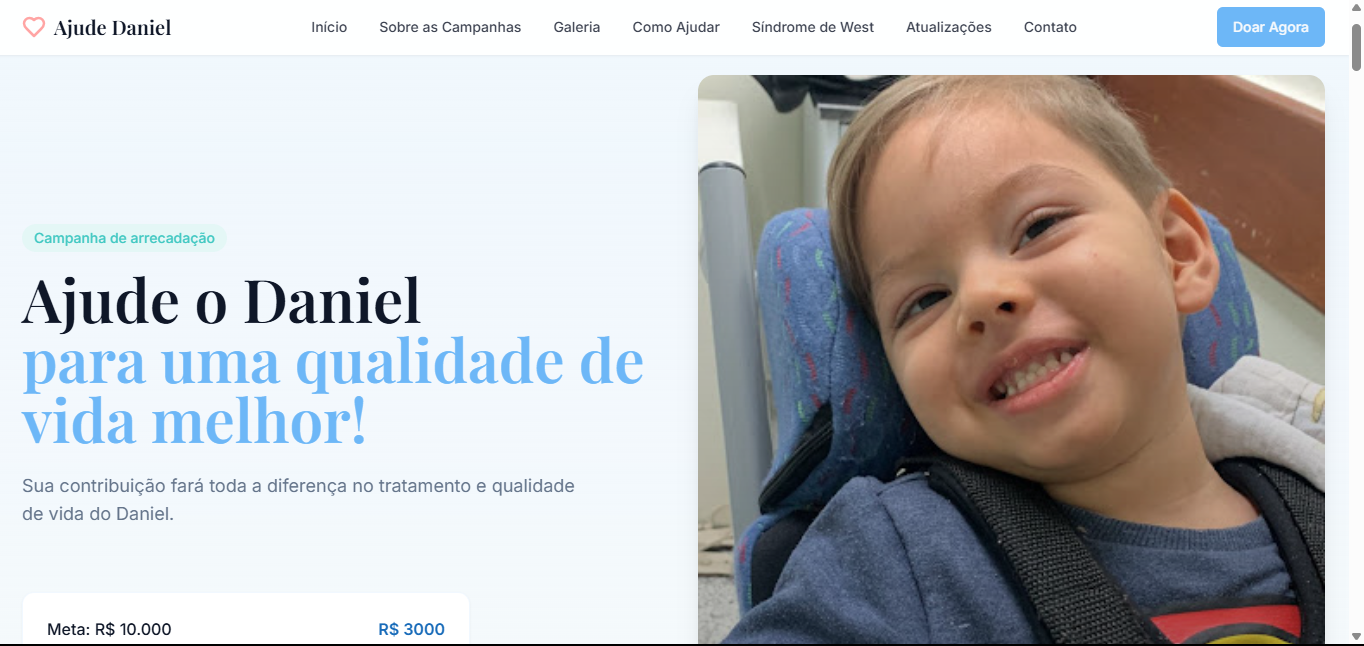 Ajude Daniel
Início
Sobre as Campanhas
Galeria
Como Ajudar
Síndrome de West
Atualizações
Contato
Doar Agora
Campanha de arrecadação
Ajude o Daniel
para uma qualidade de
vida melhor!
Sua contribuição fará toda a diferença no tratamento e qualidade
de vida do Daniel.
Meta: R$ 10.000
R$ 3000